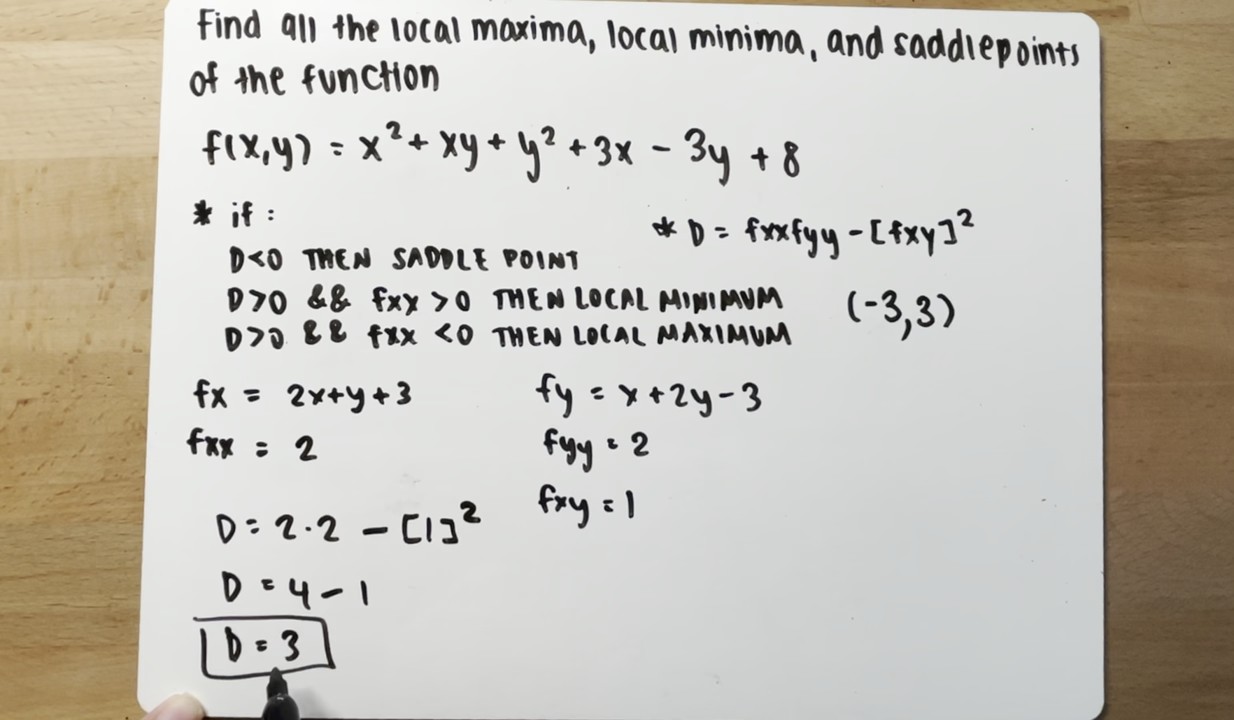 Find all the local maxima, local minima, and saddlepoints
of the function
f(x,y) = x² + xy + y² + 3x - 3y + 8
* if :
* D = fxxfyy - [fxy]²
D<0 THEN SADDLE POINT
D>0 && fxx >0 THEN LOCAL MINIMUM
D>0 && fxx <0 THEN LOCAL MAXIMUM
(-3,3)
fx = 2x+y+3
fy = x+2y-3
fxx = 2
fyy = 2
fxy = 1
D = 2·2 - [1]²
D = 4 - 1
D = 3